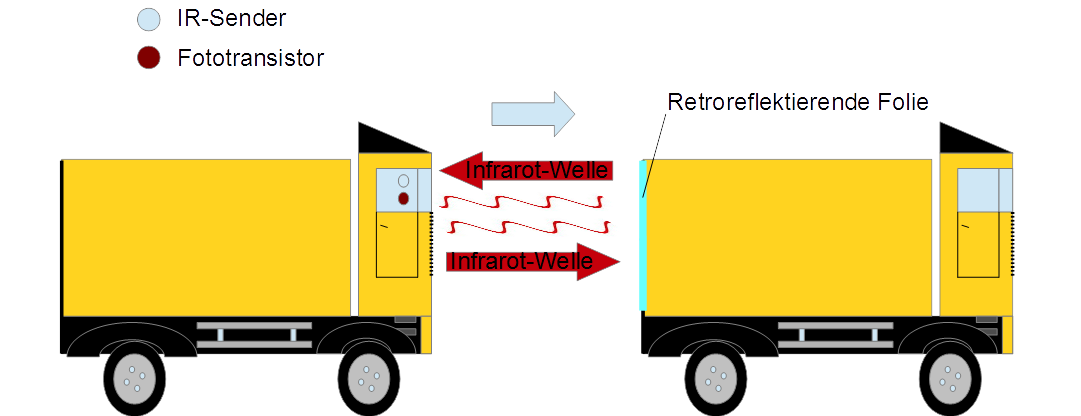 IR-Sender
Fototransistor
Retroreflektierende Folie
Infrarot-Welle
Infrarot-Welle